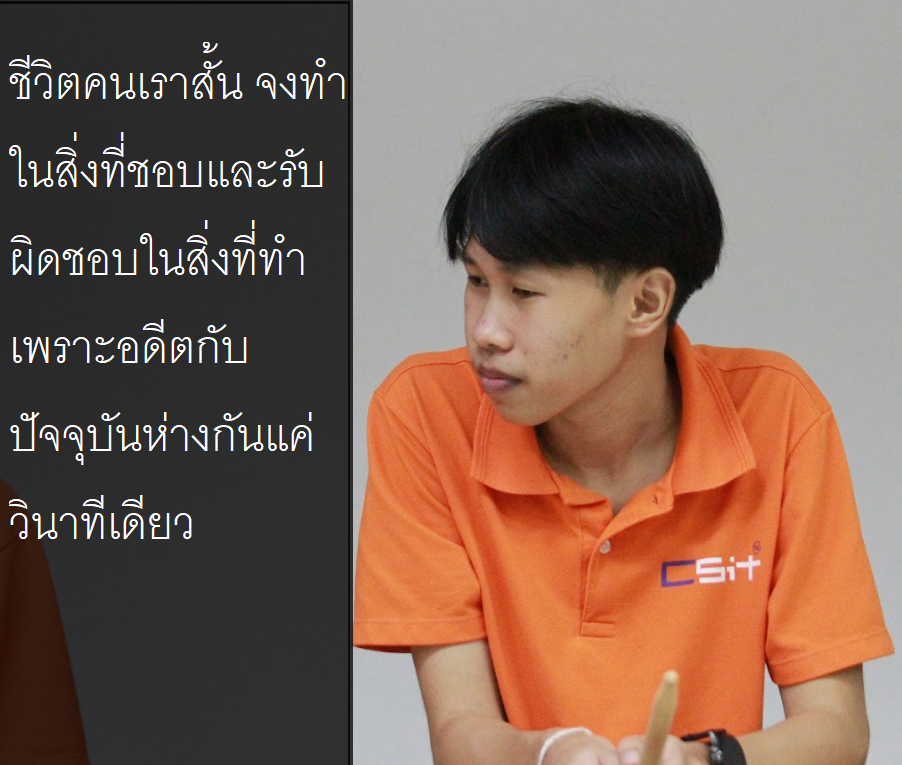 ชีวิตคนเราสั้น จงทำ
ในสิ่งที่ชอบและรับ
ผิดชอบในสิ่งที่ทำ
เพราะอดีตกับ
ปัจจุบันห่างกันแค่
วินาทีเดียว
CSit